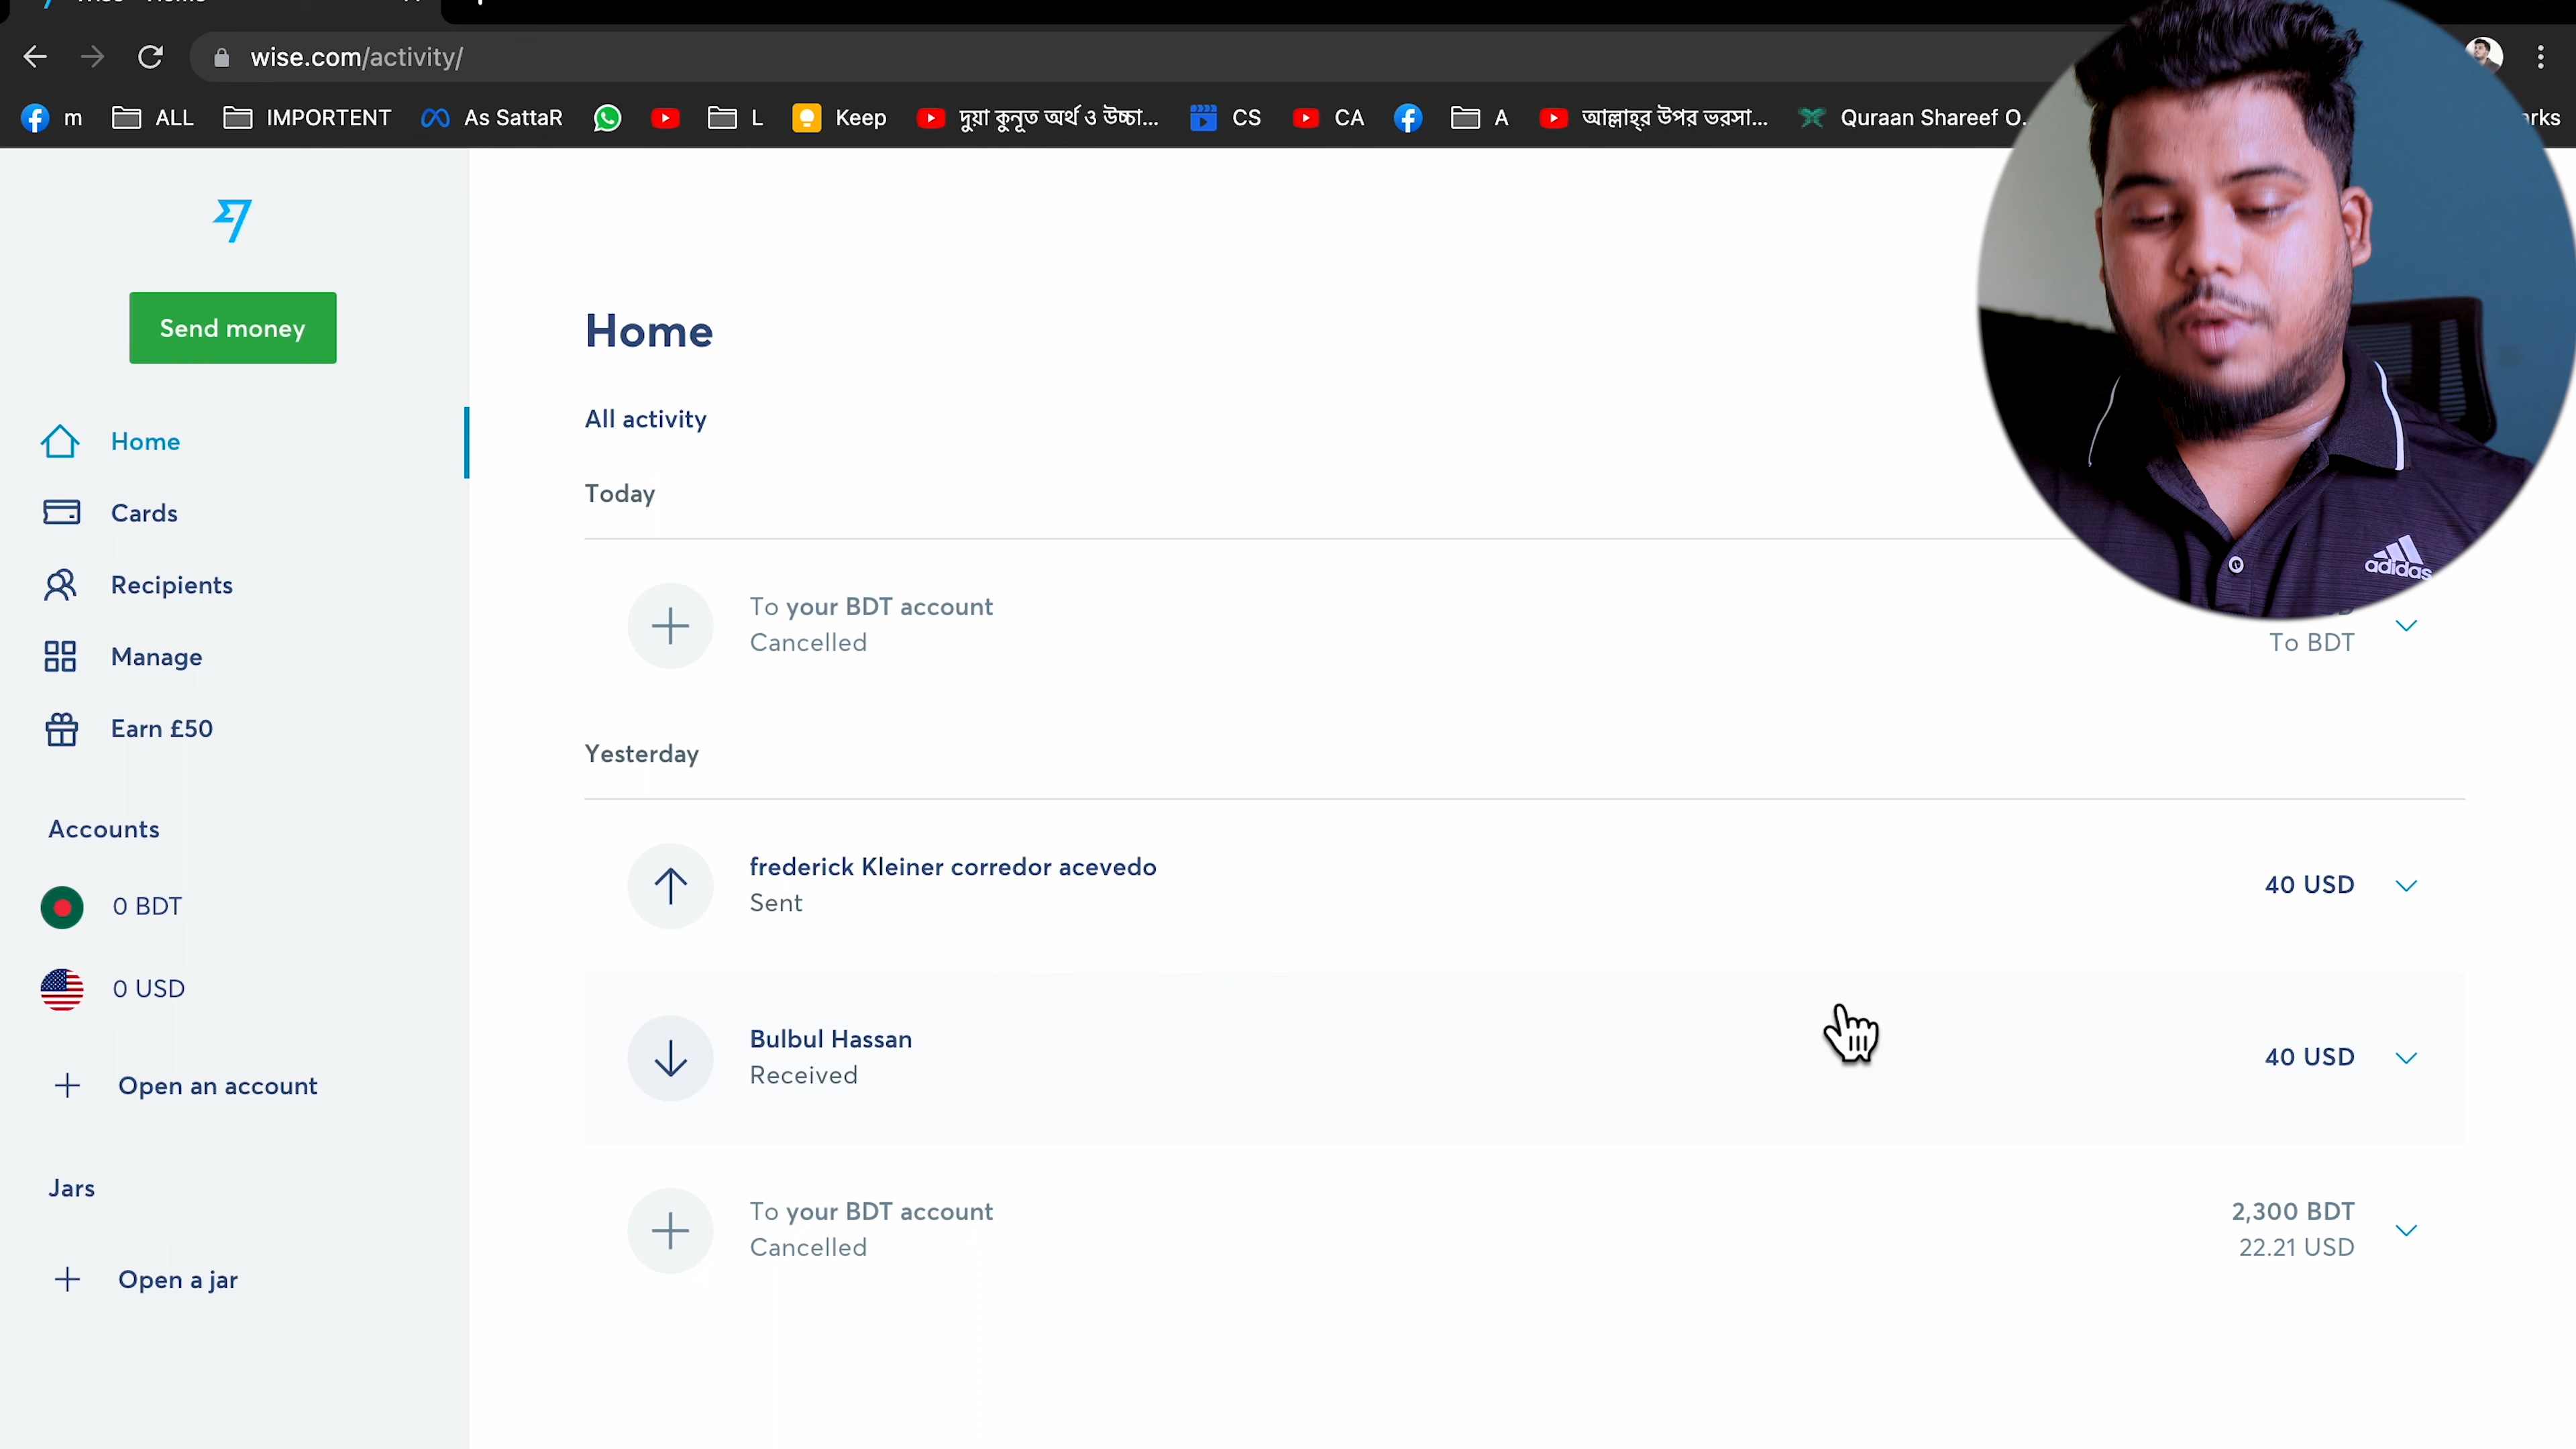 wise.com/activity/
m ALL IMPORTENT As SattaR L Keep দুয়া কুনূত অর্থ ও উচ্চা... CS CA A আল্লাহ্‌র উপর ভরসা... Quraan Shareef O.. arks
Send money
Home
Cards
Recipients
Manage
Earn £50
Accounts
0 BDT
0 USD
Open an account
Jars
Open a jar
Home
All activity
Today
To your BDT account
Cancelled
To BDT
Yesterday
frederick Kleiner corredor acevedo
Sent
40 USD
Bulbul Hassan
Received
40 USD
To your BDT account
Cancelled
2,300 BDT
22.21 USD
adidas